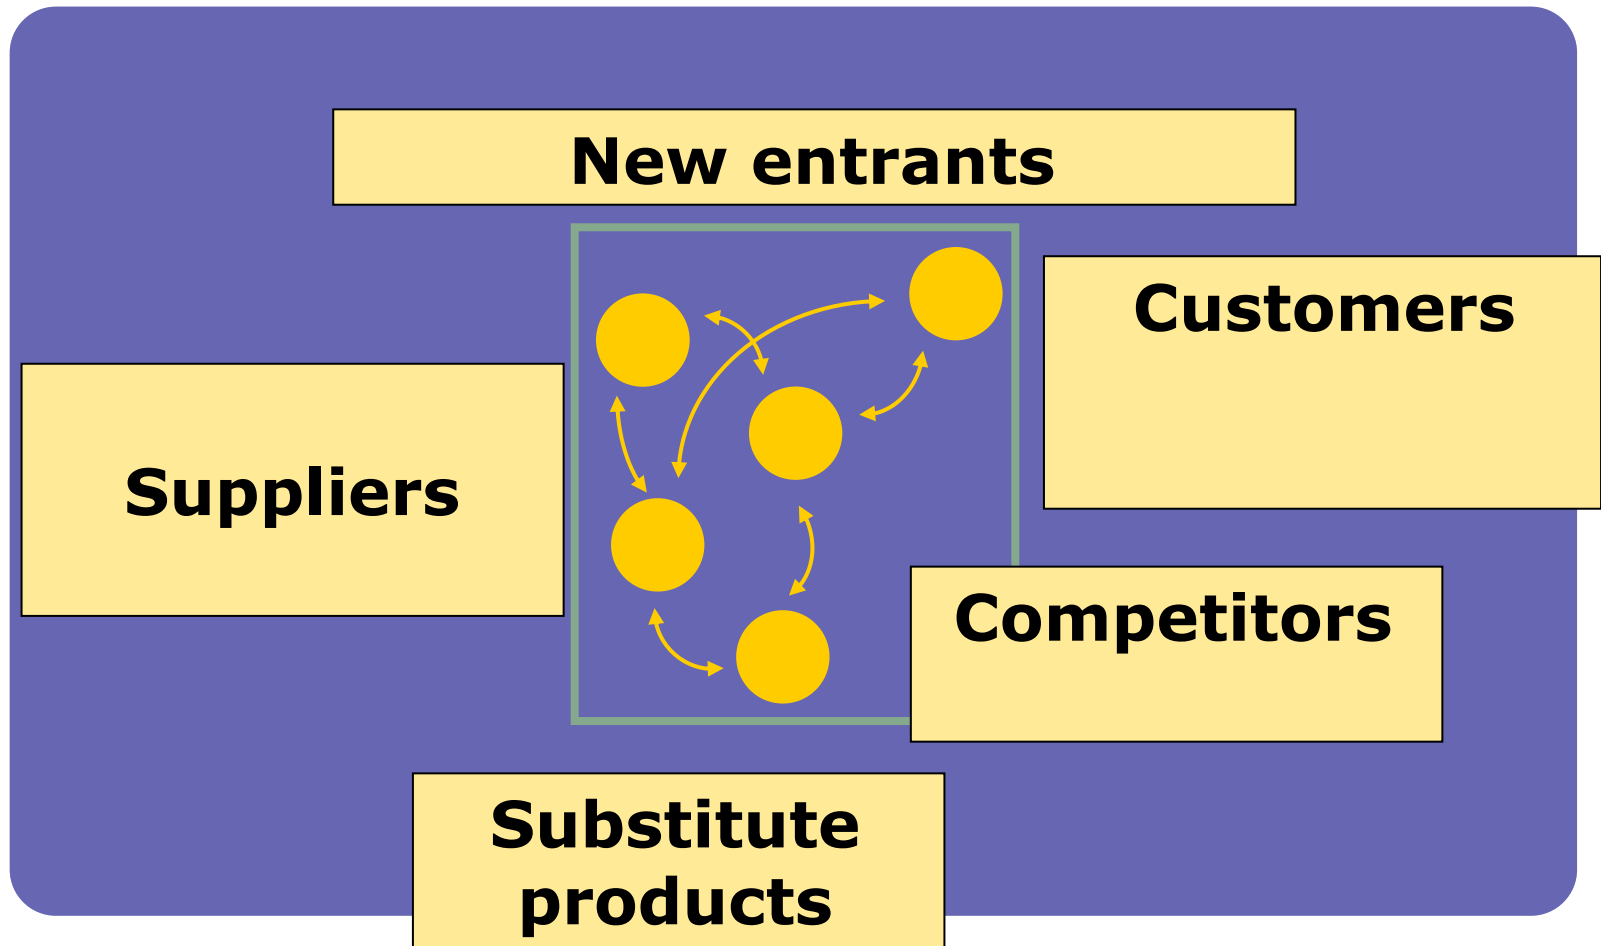 New entrants
Customers
Suppliers
Competitors
Substitute
products